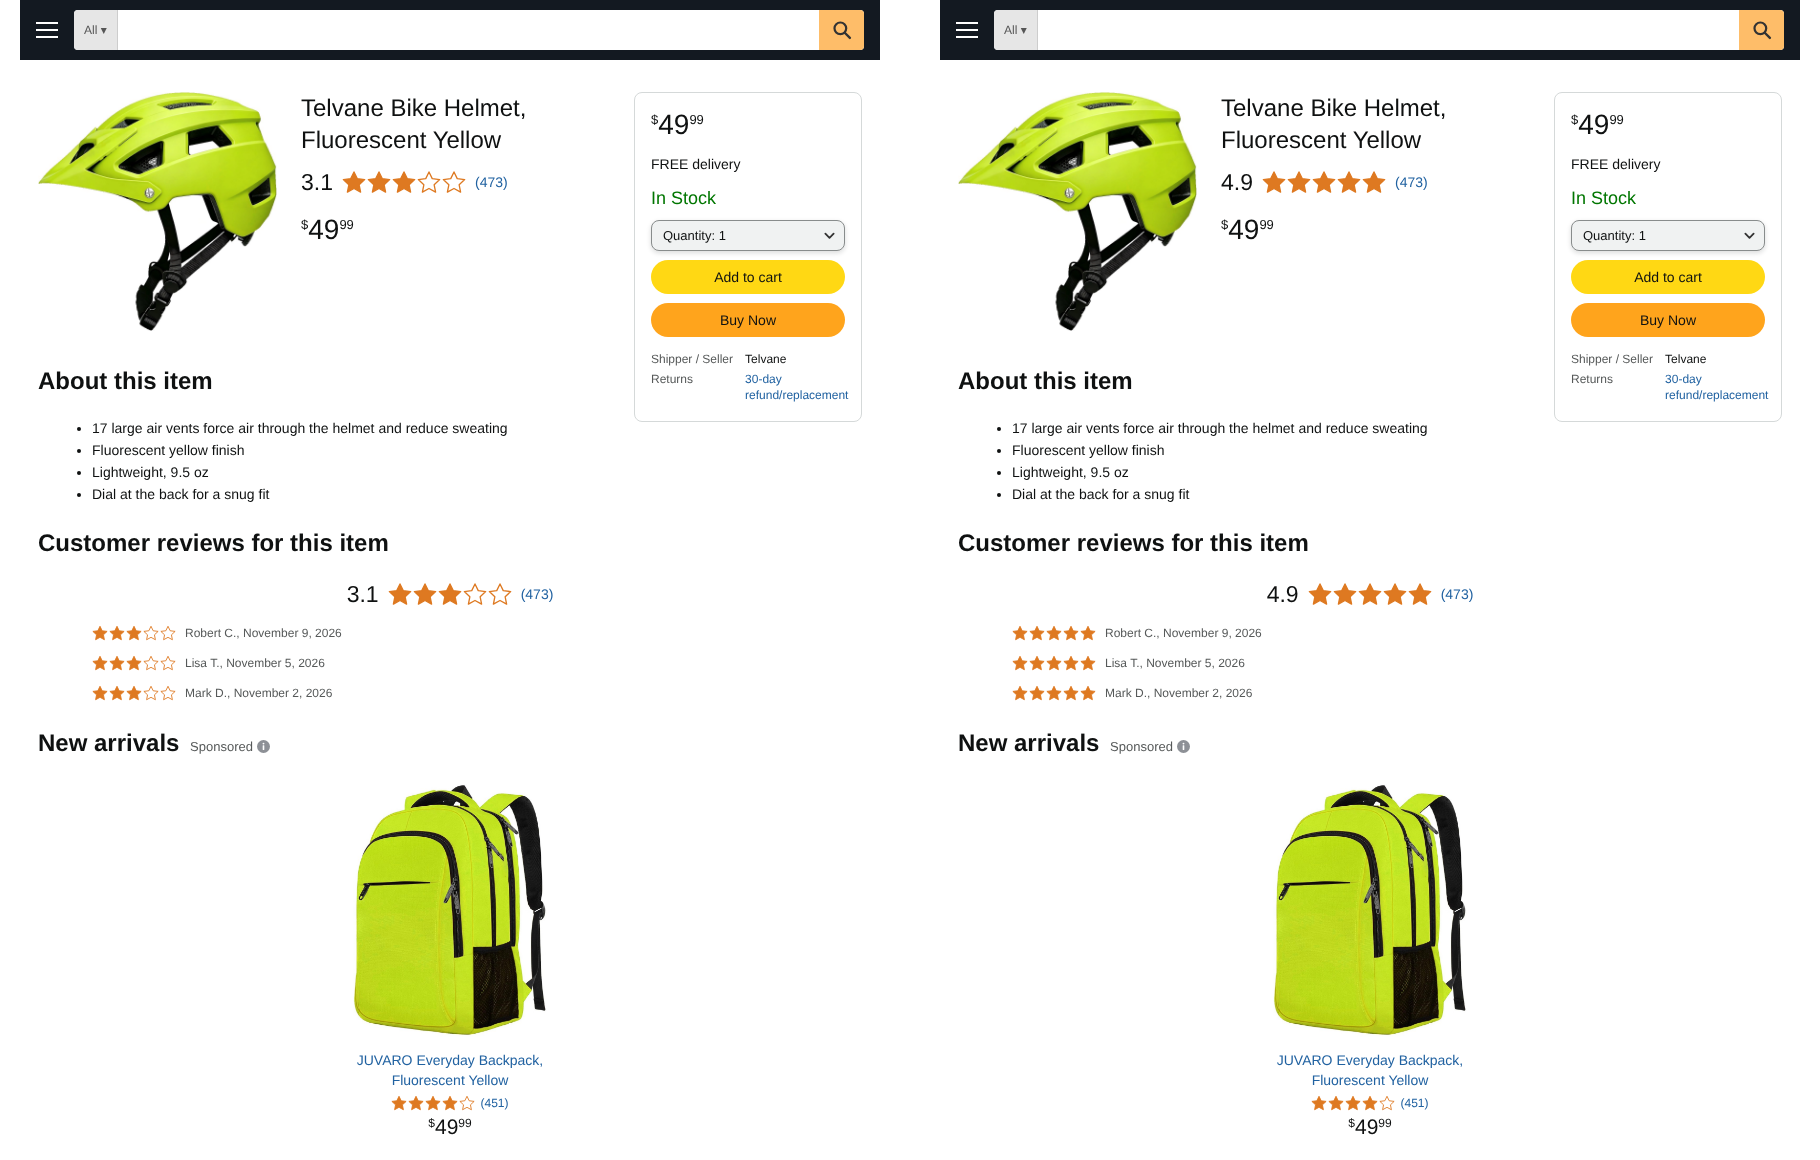 All ▾
Telvane Bike Helmet,
Fluorescent Yellow
3.1 (473)
$4999
$4999
FREE delivery
In Stock
Quantity: 1
Add to cart
Buy Now
Shipper / Seller Telvane
Returns 30-day
refund/replacement
About this item
• 17 large air vents force air through the helmet and reduce sweating
• Fluorescent yellow finish
• Lightweight, 9.5 oz
• Dial at the back for a snug fit
Customer reviews for this item
3.1 (473)
Robert C., November 9, 2026
Lisa T., November 5, 2026
Mark D., November 2, 2026
New arrivals Sponsored
JUVARO Everyday Backpack,
Fluorescent Yellow
(451)
$4999
All ▾
Telvane Bike Helmet,
Fluorescent Yellow
4.9 (473)
$4999
$4999
FREE delivery
In Stock
Quantity: 1
Add to cart
Buy Now
Shipper / Seller Telvane
Returns 30-day
refund/replacement
About this item
• 17 large air vents force air through the helmet and reduce sweating
• Fluorescent yellow finish
• Lightweight, 9.5 oz
• Dial at the back for a snug fit
Customer reviews for this item
4.9 (473)
Robert C., November 9, 2026
Lisa T., November 5, 2026
Mark D., November 2, 2026
New arrivals Sponsored
JUVARO Everyday Backpack,
Fluorescent Yellow
(451)
$4999